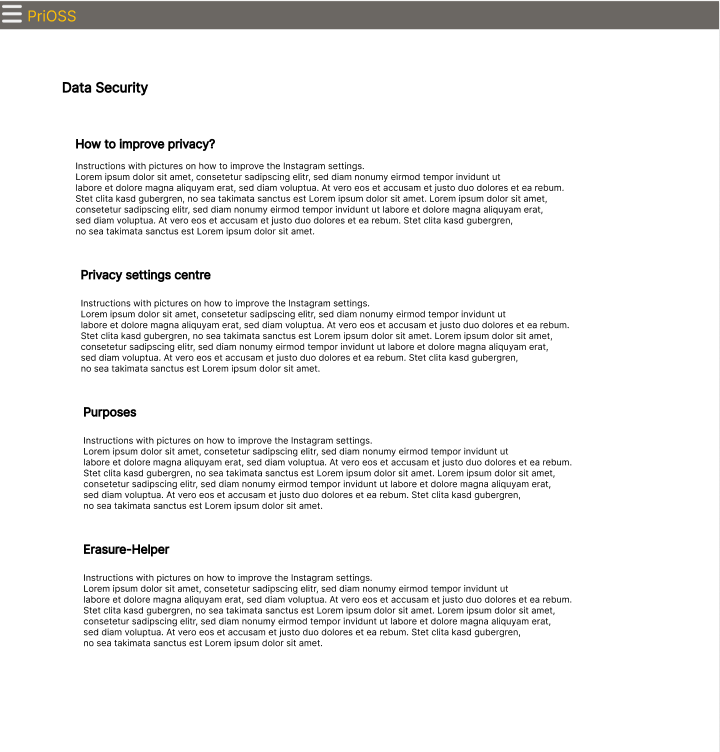 PriOSS
Data Security
How to improve privacy?
Instructions with pictures on how to improve the Instagram settings.
Lorem ipsum dolor sit amet, consetetur sadipscing elitr, sed diam nonumy eirmod tempor invidunt ut
labore et dolore magna aliquyam erat, sed diam voluptua. At vero eos et accusam et justo duo dolores et ea rebum.
Stet clita kasd gubergren, no sea takimata sanctus est Lorem ipsum dolor sit amet. Lorem ipsum dolor sit amet,
consetetur sadipscing elitr, sed diam nonumy eirmod tempor invidunt ut labore et dolore magna aliquyam erat,
sed diam voluptua. At vero eos et accusam et justo duo dolores et ea rebum. Stet clita kasd gubergren,
no sea takimata sanctus est Lorem ipsum dolor sit amet.
Privacy settings centre
Instructions with pictures on how to improve the Instagram settings.
Lorem ipsum dolor sit amet, consetetur sadipscing elitr, sed diam nonumy eirmod tempor invidunt ut
labore et dolore magna aliquyam erat, sed diam voluptua. At vero eos et accusam et justo duo dolores et ea rebum.
Stet clita kasd gubergren, no sea takimata sanctus est Lorem ipsum dolor sit amet. Lorem ipsum dolor sit amet,
consetetur sadipscing elitr, sed diam nonumy eirmod tempor invidunt ut labore et dolore magna aliquyam erat,
sed diam voluptua. At vero eos et accusam et justo duo dolores et ea rebum. Stet clita kasd gubergren,
no sea takimata sanctus est Lorem ipsum dolor sit amet.
Purposes
Instructions with pictures on how to improve the Instagram settings.
Lorem ipsum dolor sit amet, consetetur sadipscing elitr, sed diam nonumy eirmod tempor invidunt ut
labore et dolore magna aliquyam erat, sed diam voluptua. At vero eos et accusam et justo duo dolores et ea rebum.
Stet clita kasd gubergren, no sea takimata sanctus est Lorem ipsum dolor sit amet. Lorem ipsum dolor sit amet,
consetetur sadipscing elitr, sed diam nonumy eirmod tempor invidunt ut labore et dolore magna aliquyam erat,
sed diam voluptua. At vero eos et accusam et justo duo dolores et ea rebum. Stet clita kasd gubergren,
no sea takimata sanctus est Lorem ipsum dolor sit amet.
Erasure-Helper
Instructions with pictures on how to improve the Instagram settings.
Lorem ipsum dolor sit amet, consetetur sadipscing elitr, sed diam nonumy eirmod tempor invidunt ut
labore et dolore magna aliquyam erat, sed diam voluptua. At vero eos et accusam et justo duo dolores et ea rebum.
Stet clita kasd gubergren, no sea takimata sanctus est Lorem ipsum dolor sit amet. Lorem ipsum dolor sit amet,
consetetur sadipscing elitr, sed diam nonumy eirmod tempor invidunt ut labore et dolore magna aliquyam erat,
sed diam voluptua. At vero eos et accusam et justo duo dolores et ea rebum. Stet clita kasd gubergren,
no sea takimata sanctus est Lorem ipsum dolor sit amet.